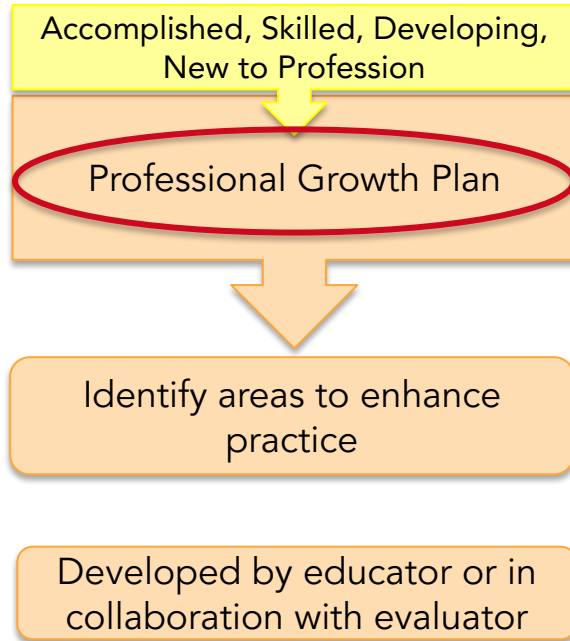 Accomplished, Skilled, Developing,
New to Profession
Professional Growth Plan
Identify areas to enhance
practice
Developed by educator or in
collaboration with evaluator